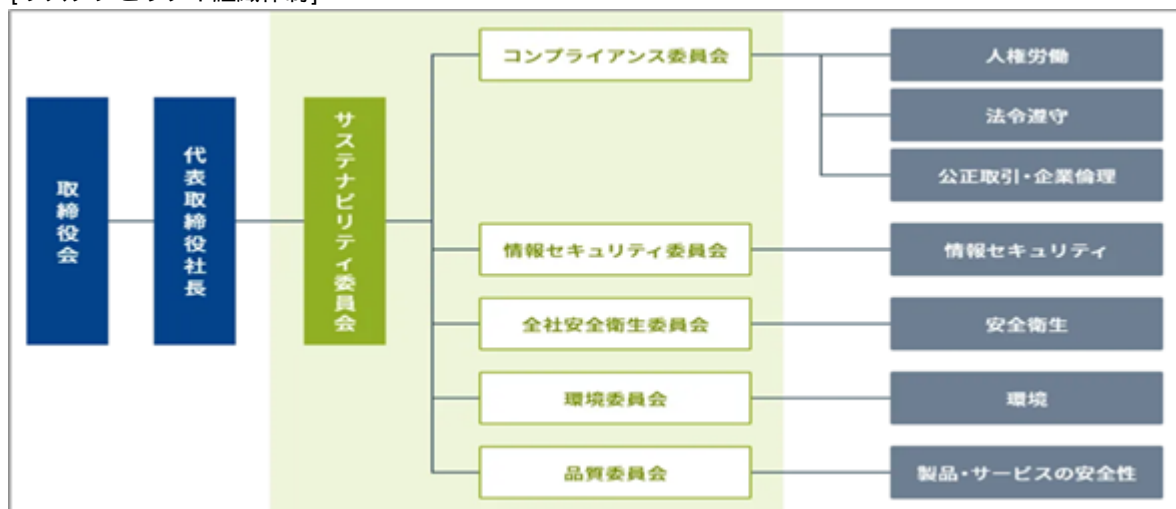 取締役会
代表取締役社長
サステナビリティ委員会
コンプライアンス委員会
人権労働
法令遵守
公正取引・企業倫理
情報セキュリティ委員会
情報セキュリティ
全社安全衛生委員会
安全衛生
環境委員会
環境
品質委員会
製品・サービスの安全性